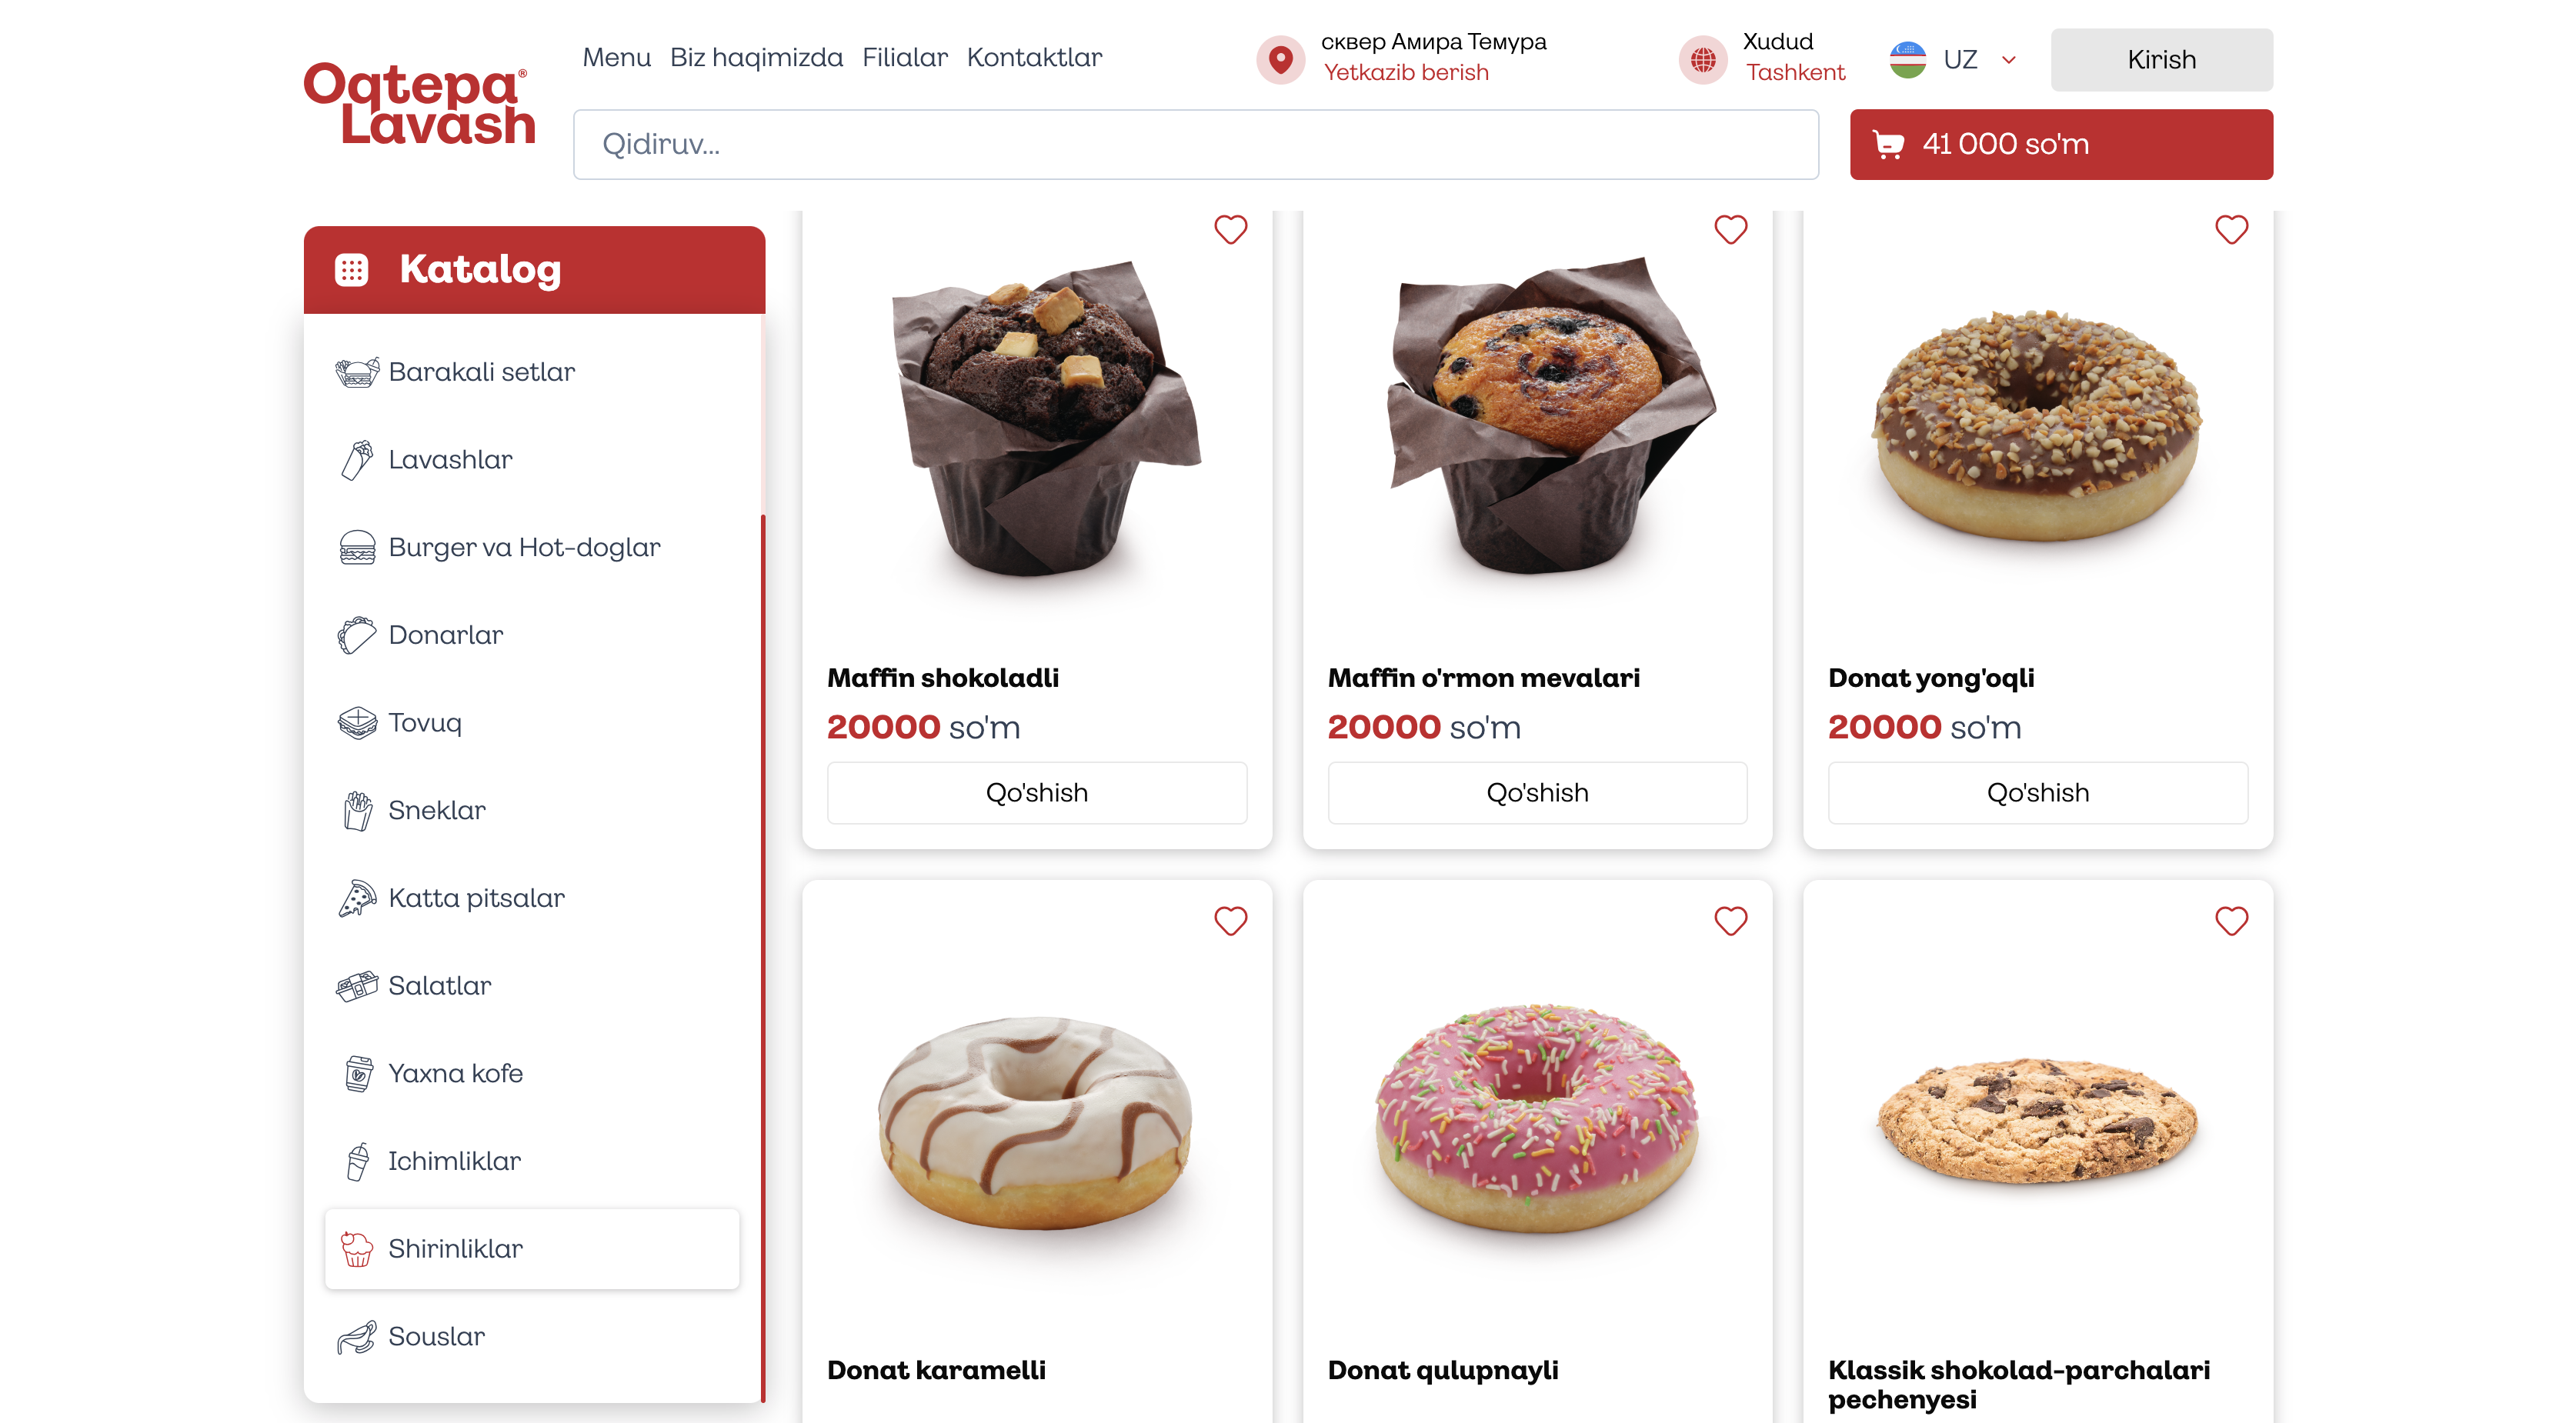 Oqtepa®
Lavash
Menu Biz haqimizda Filialar Kontaktlar
сквер Амира Темура
Yetkazib berish
Xudud
Tashkent
UZ
Kirish
Qidiruv...
41 000 so'm
Katalog
Barakali setlar
Lavashlar
Burger va Hot-doglar
Donarlar
Tovuq
Sneklar
Katta pitsalar
Salatlar
Yaxna kofe
Ichimliklar
Shirinliklar
Souslar
Maffin shokoladli
20000 so'm
Qo'shish
Maffin o'rmon mevalari
20000 so'm
Qo'shish
Donat yong'oqli
20000 so'm
Qo'shish
Donat karamelli
Donat qulupnayli
Klassik shokolad-parchalari
pechenyesi